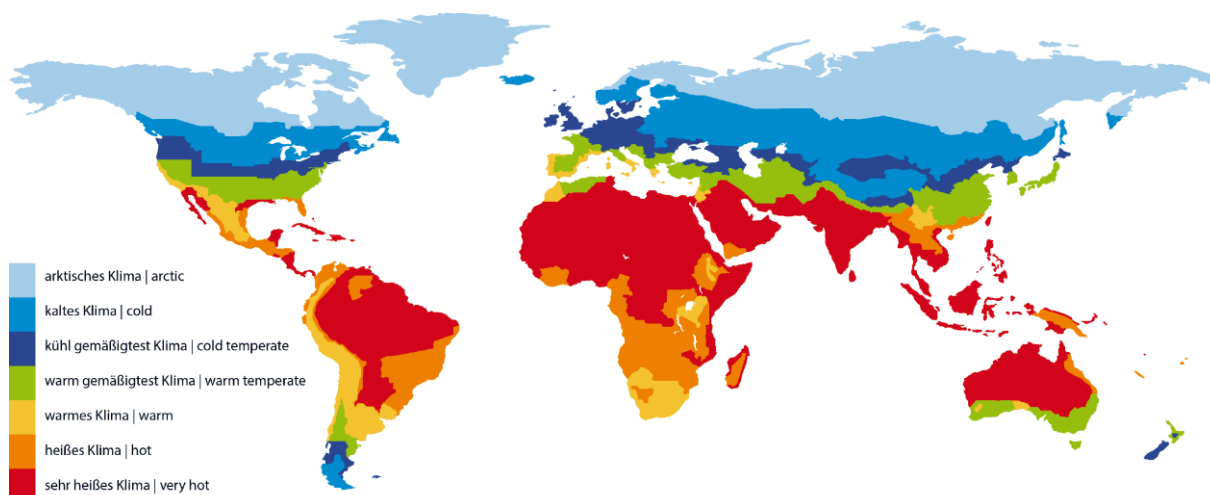 arktisches Klima | arctic
kaltes Klima | cold
kühl gemäßigtest Klima | cold temperate
warm gemäßigtest Klima | warm temperate
warmes Klima | warm
heißes Klima | hot
sehr heißes Klima | very hot